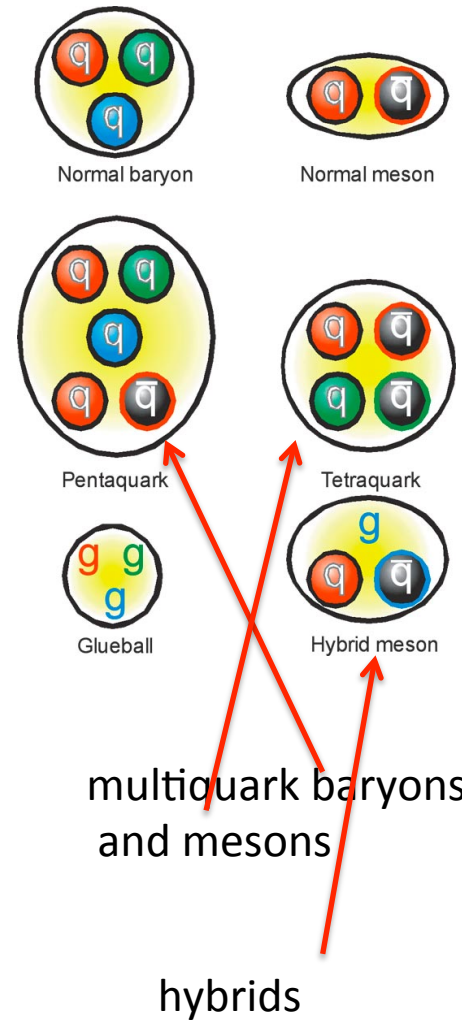 q q
q
q q̅
Normal baryon Normal meson
q q
q
q q̅
q q̅
q q̅
Pentaquark Tetraquark
g g
g
g
q q̅
Glueball Hybrid meson
multiquark baryons
and mesons
hybrids